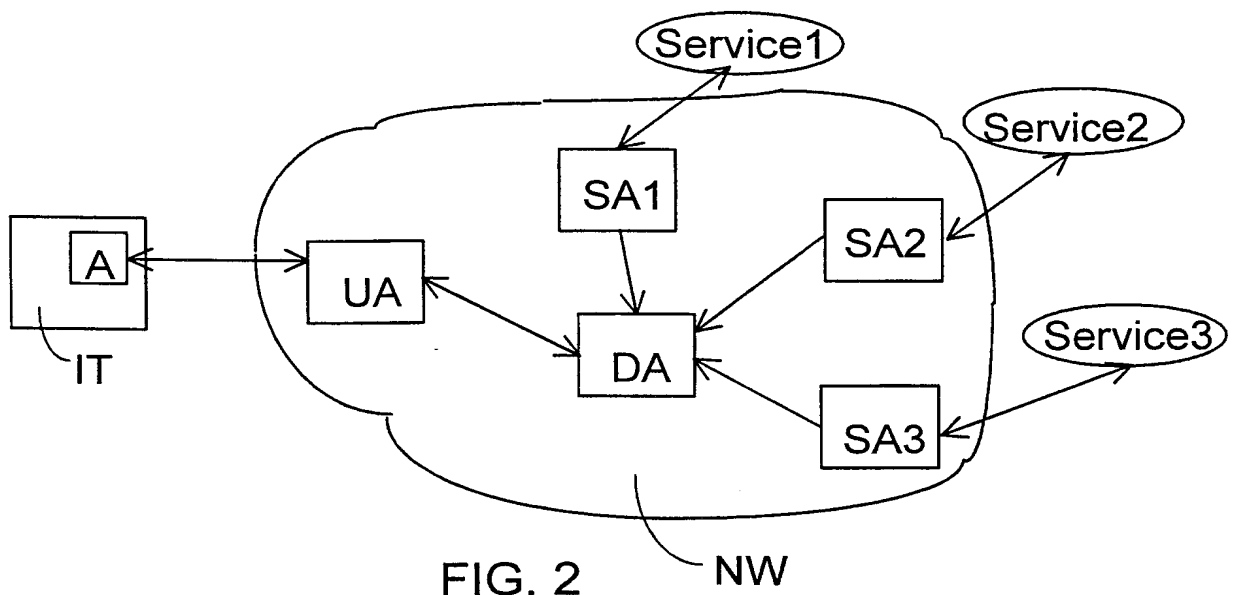 Service1
Service2
SA1
SA2
A
UA
Service3
DA
IT
SA3
NW
FIG. 2